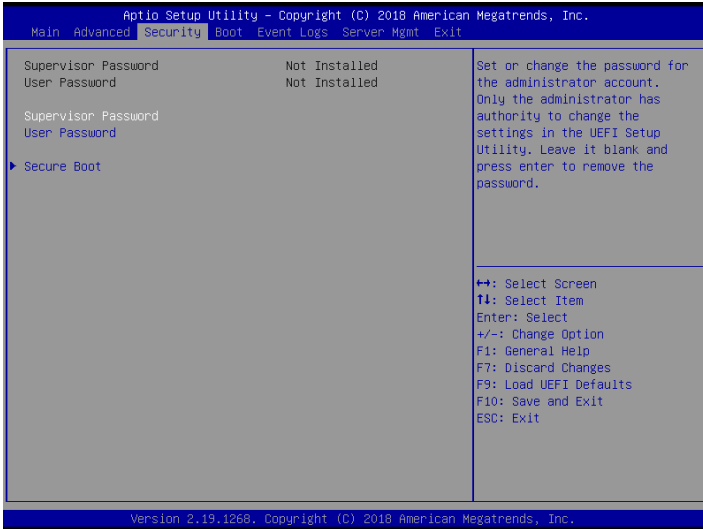 Aptio Setup Utility – Copyright (C) 2018 American Megatrends, Inc.
Main Advanced Security Boot Event Logs Server Mgmt Exit
Supervisor Password Not Installed
User Password Not Installed
Supervisor Password
User Password
Secure Boot
Set or change the password for
the administrator account.
Only the administrator has
authority to change the
settings in the UEFI Setup
Utility. Leave it blank and
press enter to remove the
password.
↔: Select Screen
↑↓: Select Item
Enter: Select
+/-: Change Option
F1: General Help
F7: Discard Changes
F9: Load UEFI Defaults
F10: Save and Exit
ESC: Exit
Version 2.19.1268. Copyright (C) 2018 American Megatrends, Inc.